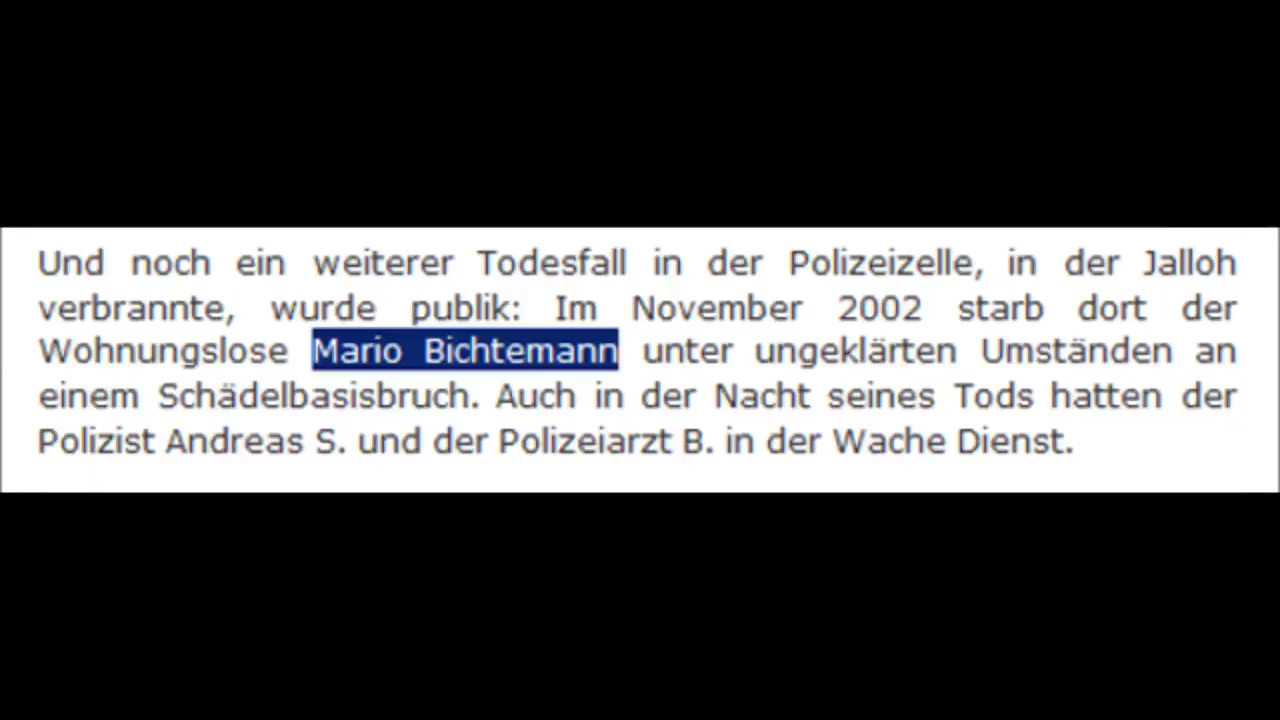 Und noch ein weiterer Todesfall in der Polizeizelle, in der Jalloh
verbrannte, wurde publik: Im November 2002 starb dort der
Wohnungslose Mario Bichtemann unter ungeklärten Umständen an
einem Schädelbasisbruch. Auch in der Nacht seines Tods hatten der
Polizist Andreas S. und der Polizeiarzt B. in der Wache Dienst.